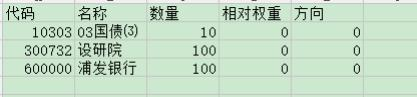 代码 名称 数量 相对权重 方向
10303 03国债⑶ 10 0 0
300732 设研院 100 0 0
600000 浦发银行 100 0 0